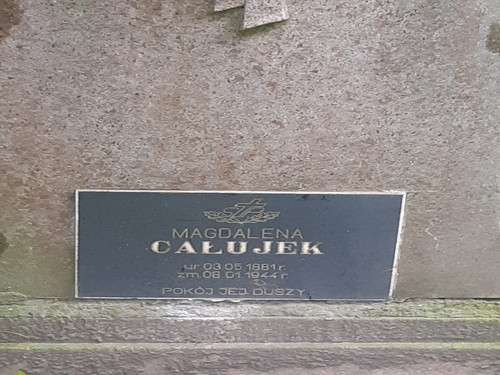 MAGDALENA
CAŁUJEK
ur. 03.05.1881 r.
zm. 08.01.1944 r.
POKÓJ JEJ DUSZY